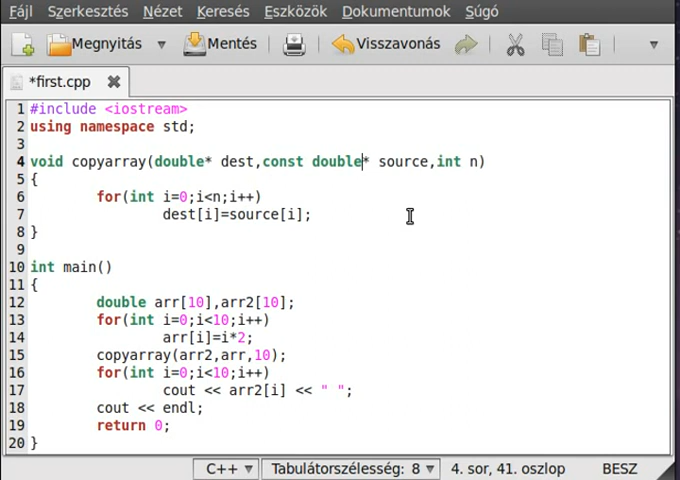 Fájl Szerkesztés Nézet Keresés Eszközök Dokumentumok Súgó
Megnyitás Mentés Visszavonás
*first.cpp
1 #include <iostream>
2 using namespace std;
3
4 void copyarray(double* dest,const double* source,int n)
5 {
6 for(int i=0;i<n;i++)
7 dest[i]=source[i];
8 }
9
10 int main()
11 {
12 double arr[10],arr2[10];
13 for(int i=0;i<10;i++)
14 arr[i]=i*2;
15 copyarray(arr2,arr,10);
16 for(int i=0;i<10;i++)
17 cout << arr2[i] << " ";
18 cout << endl;
19 return 0;
20 }
C++ Tabulátorszélesség: 8 4. sor, 41. oszlop BESZ